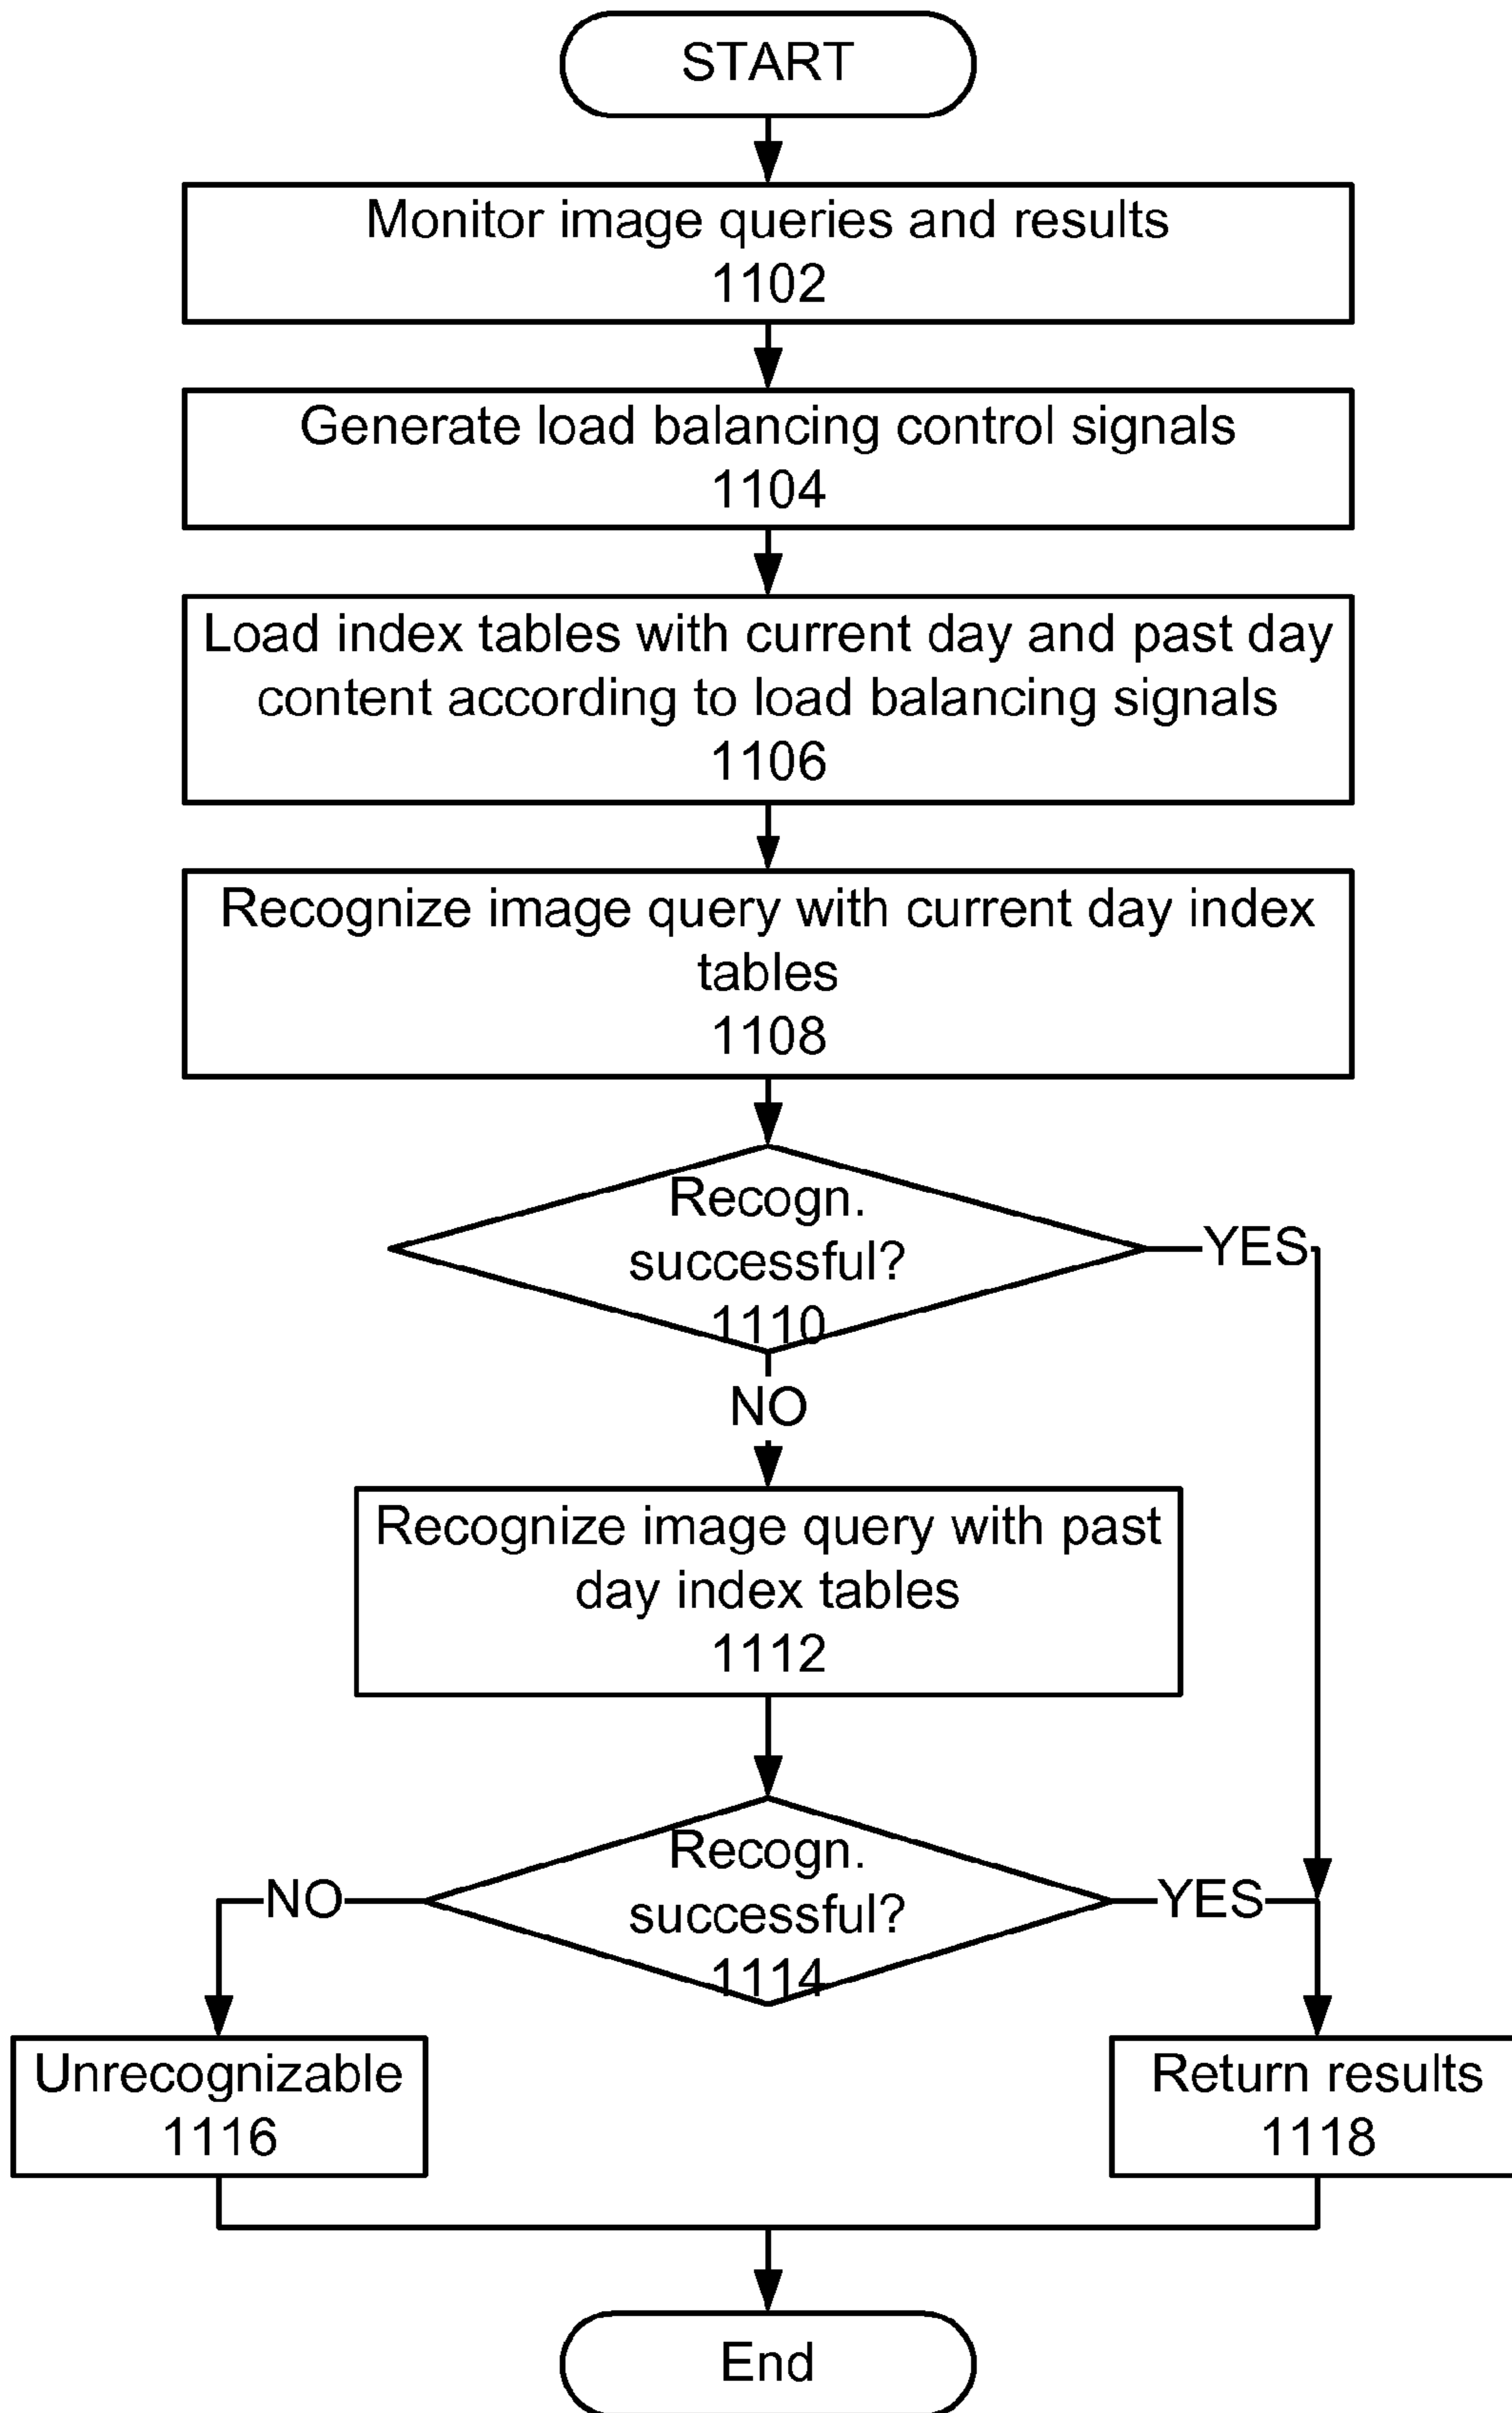 START
Monitor image queries and results
1102
Generate load balancing control signals
1104
Load index tables with current day and past day
content according to load balancing signals
1106
Recognize image query with current day index
tables
1108
Recogn.
successful?
1110
YES
NO
Recognize image query with past
day index tables
1112
Recogn.
successful?
1114
NO
YES
Unrecognizable
1116
Return results
1118
End